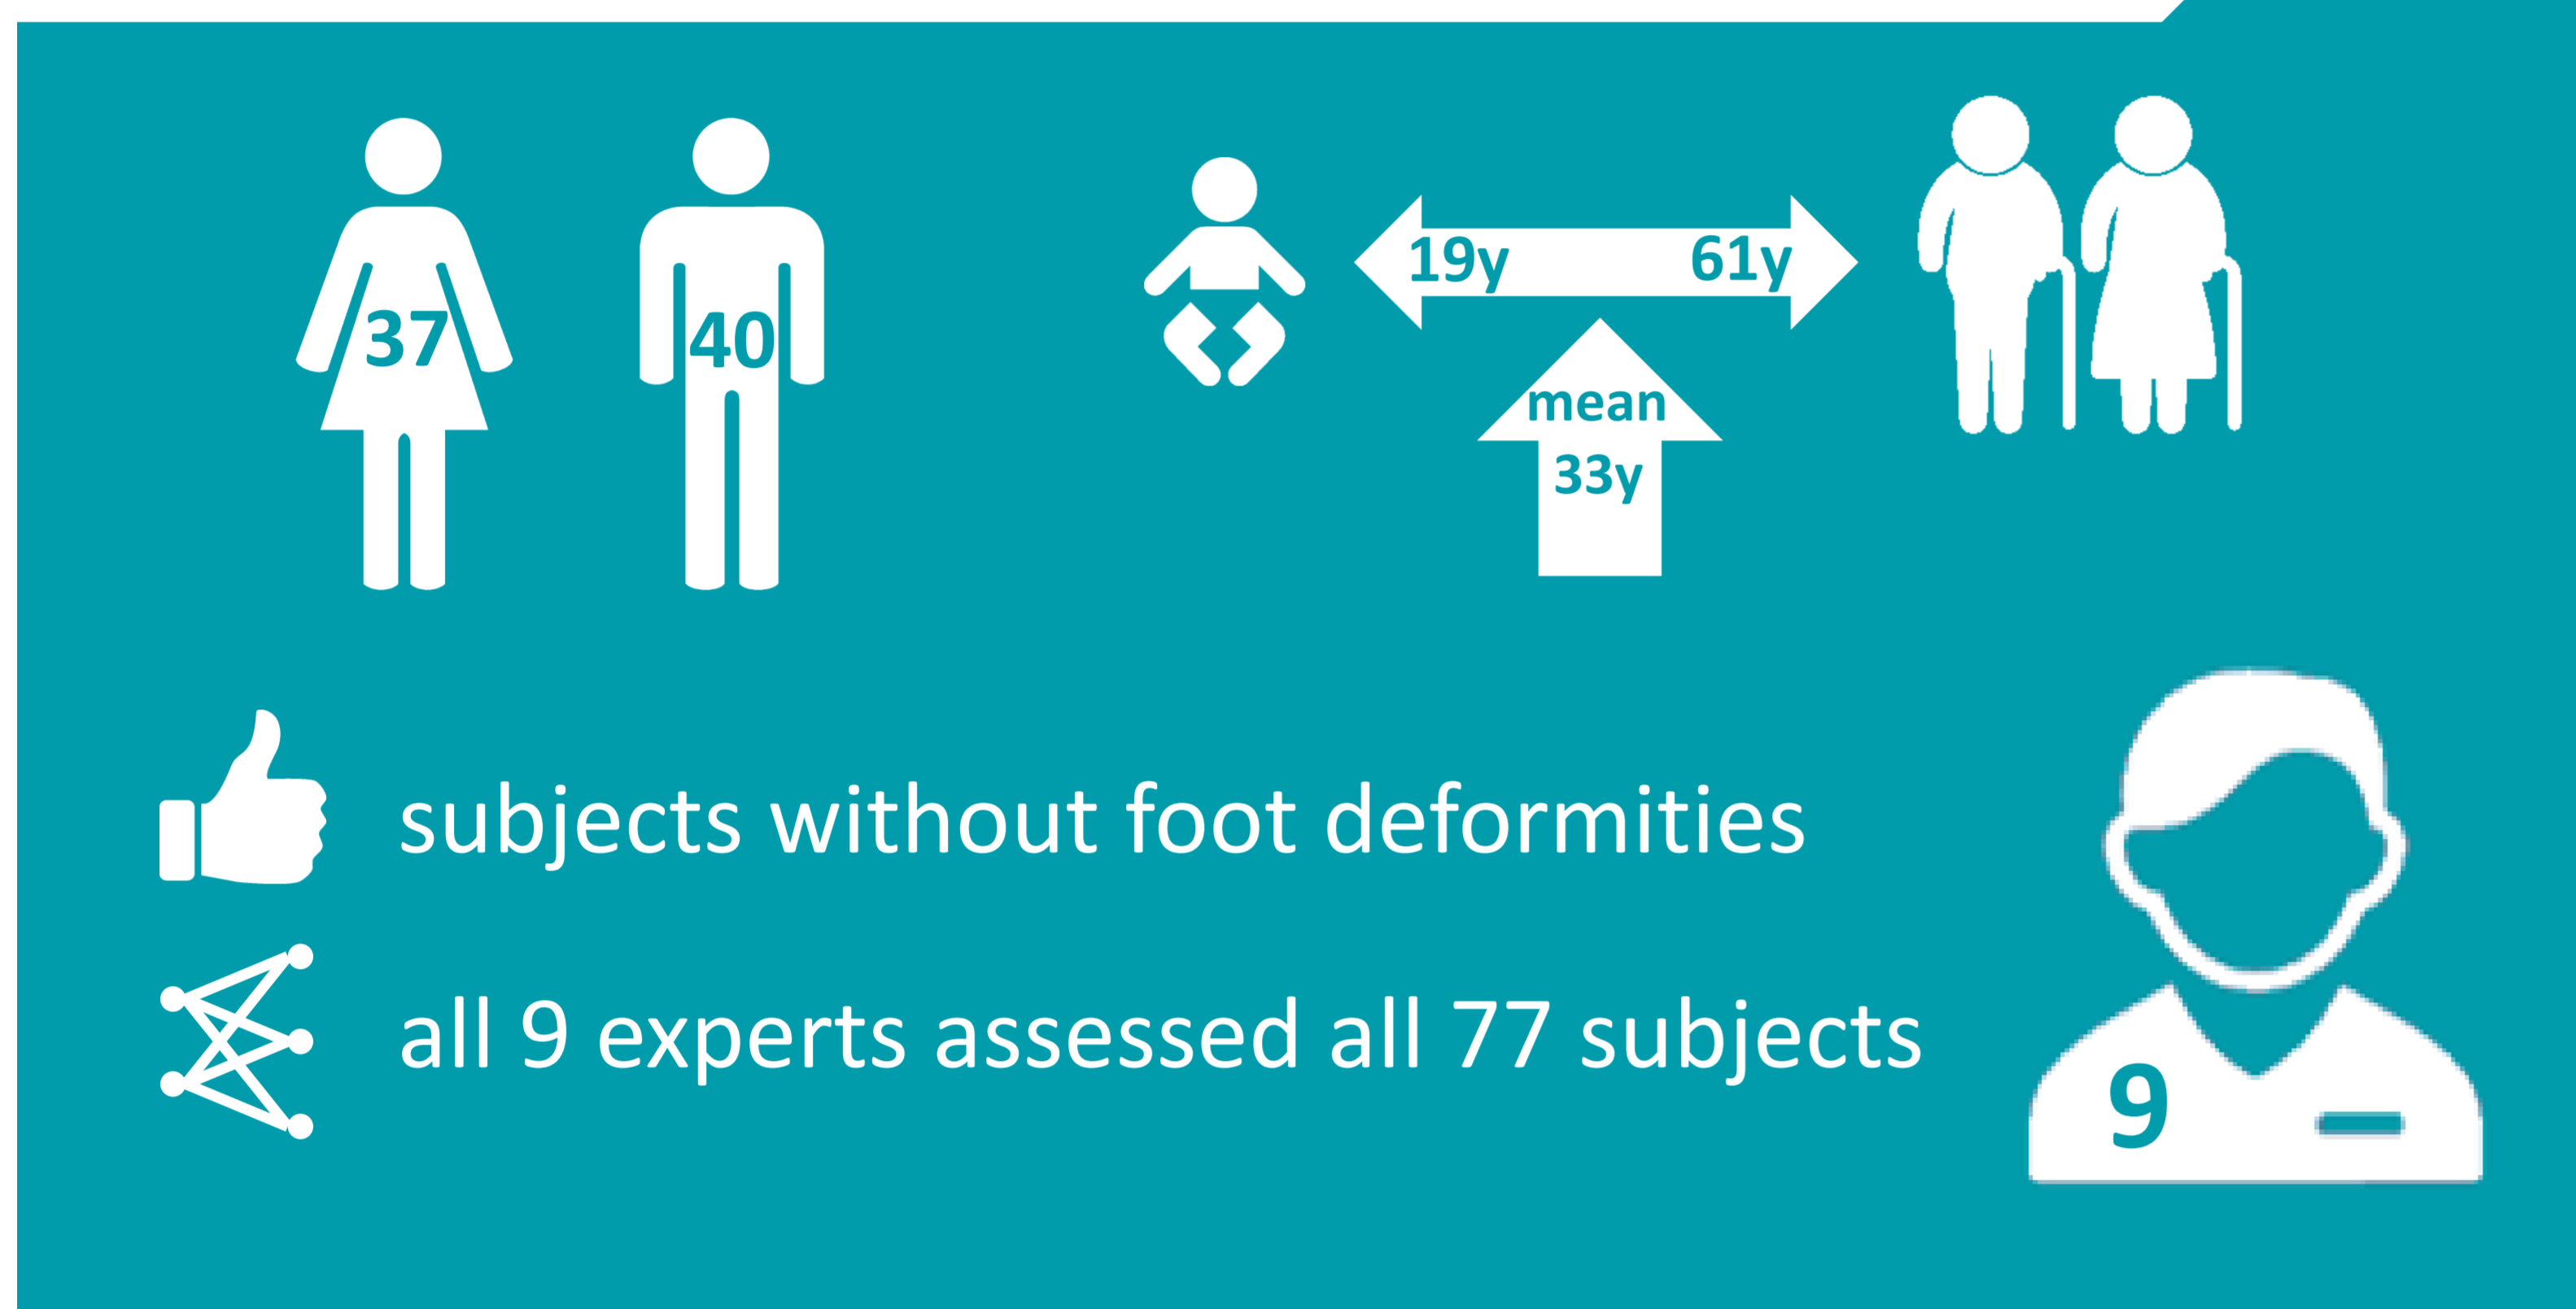 37
40
19y
61y
mean
33y
subjects without foot deformities
all 9 experts assessed all 77 subjects
9